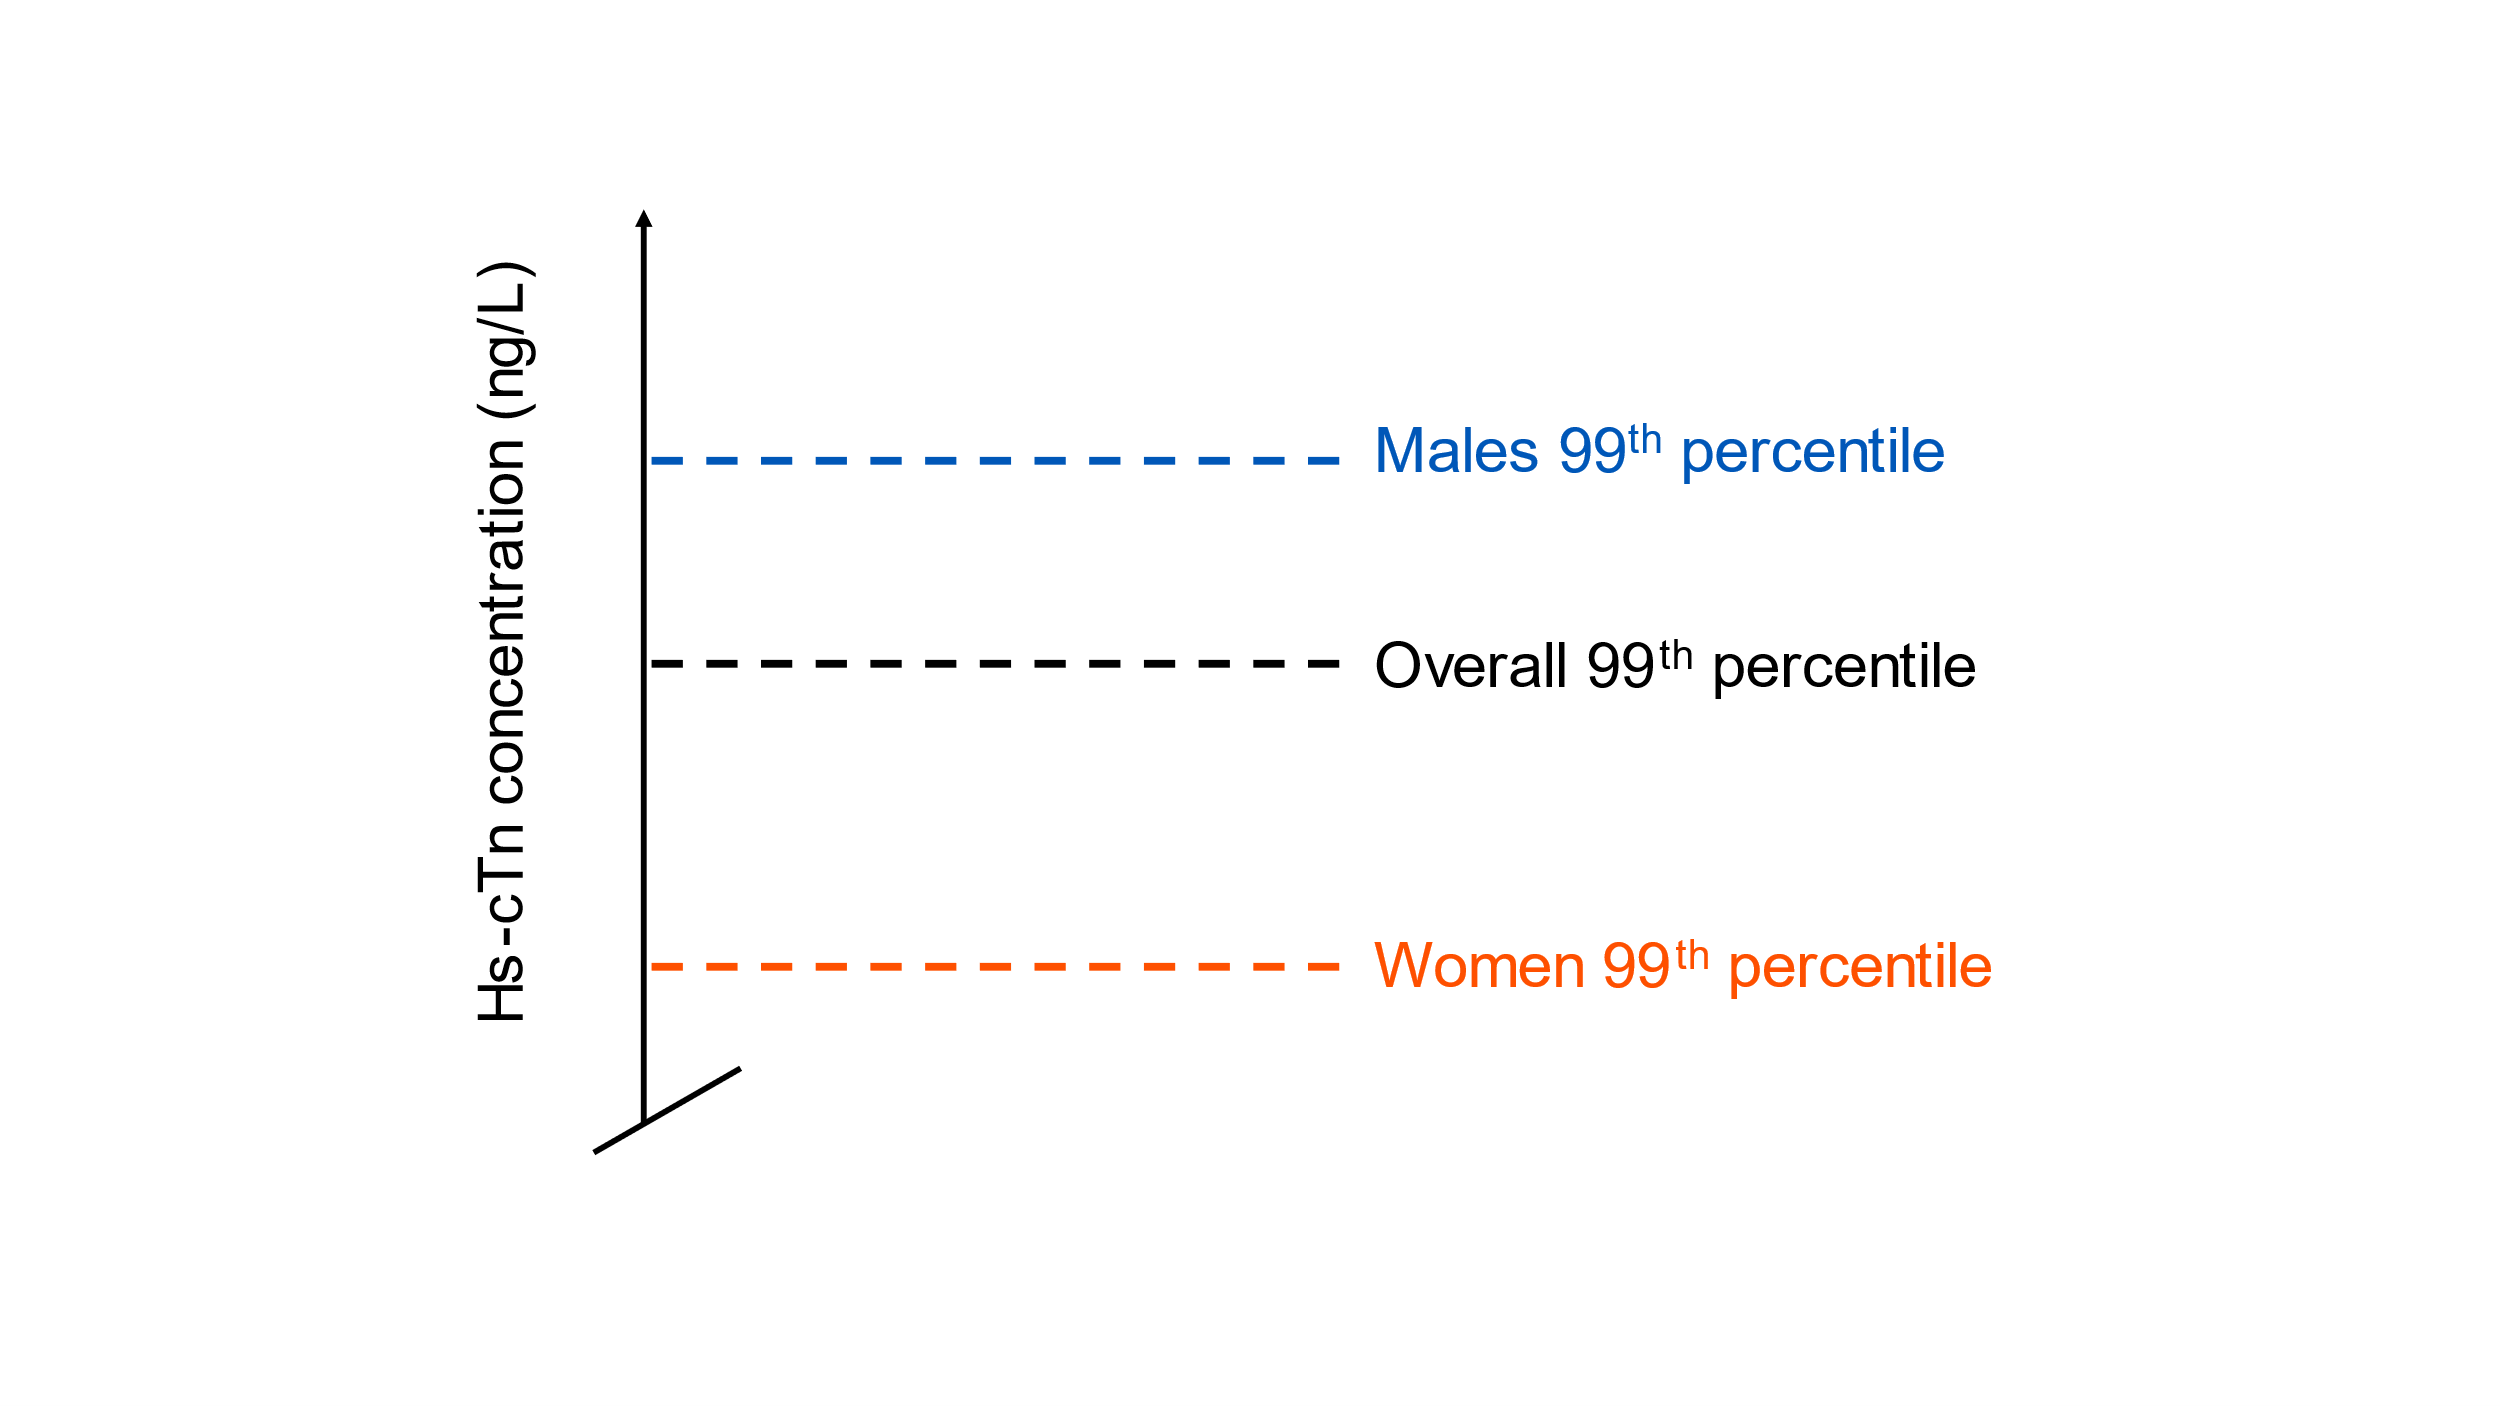 Hs-cTn concentration (ng/L)
Males 99th percentile
Overall 99th percentile
Women 99th percentile